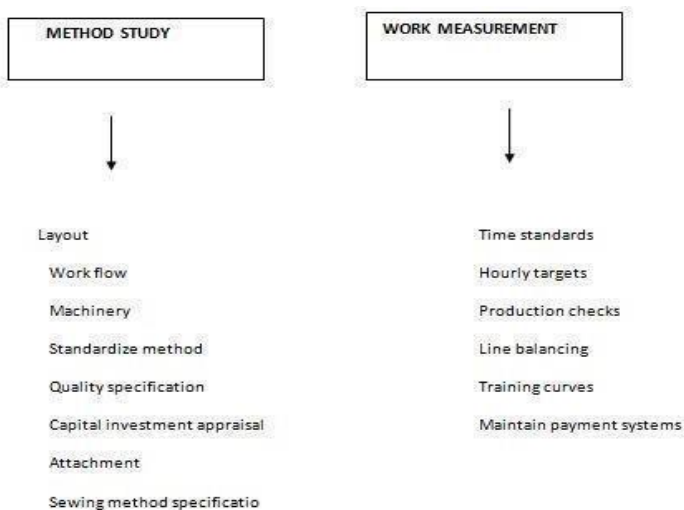 METHOD STUDY
WORK MEASUREMENT
Layout
Work flow
Machinery
Standardize method
Quality specification
Capital investment appraisal
Attachment
Sewing method specificatio
Time standards
Hourly targets
Production checks
Line balancing
Training curves
Maintain payment systems